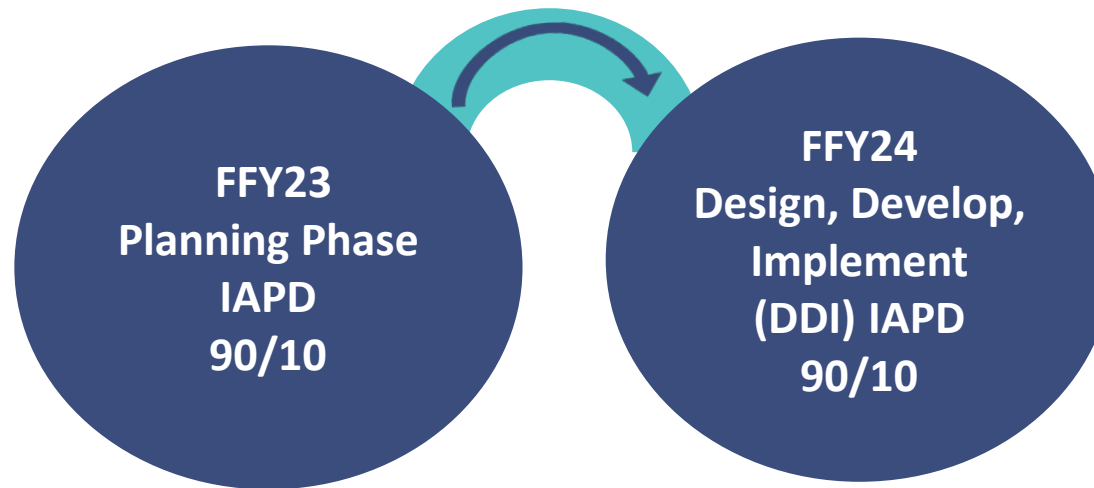 FFY23
Planning Phase
IAPD
90/10
FFY24
Design, Develop,
Implement
(DDI) IAPD
90/10